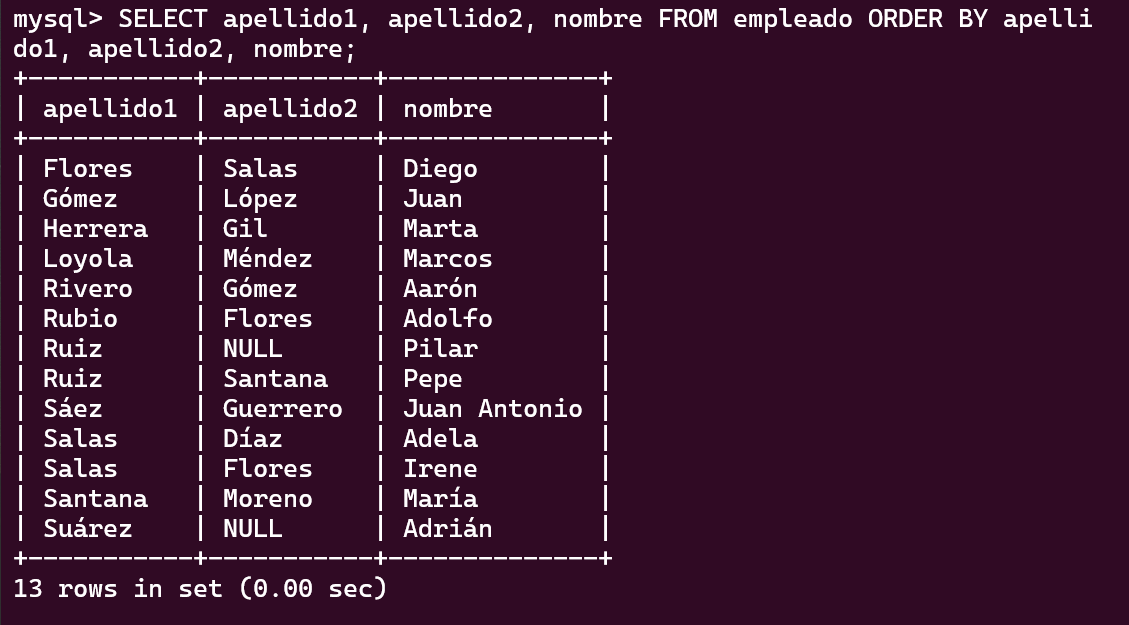 mysql> SELECT apellido1, apellido2, nombre FROM empleado ORDER BY apelli
do1, apellido2, nombre;
+-----------+-----------+--------------+
| apellido1 | apellido2 | nombre       |
+-----------+-----------+--------------+
| Flores    | Salas     | Diego        |
| Gómez     | López     | Juan         |
| Herrera   | Gil       | Marta        |
| Loyola    | Méndez    | Marcos       |
| Rivero    | Gómez     | Aarón        |
| Rubio     | Flores    | Adolfo       |
| Ruiz      | NULL      | Pilar        |
| Ruiz      | Santana   | Pepe         |
| Sáez      | Guerrero  | Juan Antonio |
| Salas     | Díaz      | Adela        |
| Salas     | Flores    | Irene        |
| Santana   | Moreno    | María        |
| Suárez    | NULL      | Adrián       |
+-----------+-----------+--------------+
13 rows in set (0.00 sec)